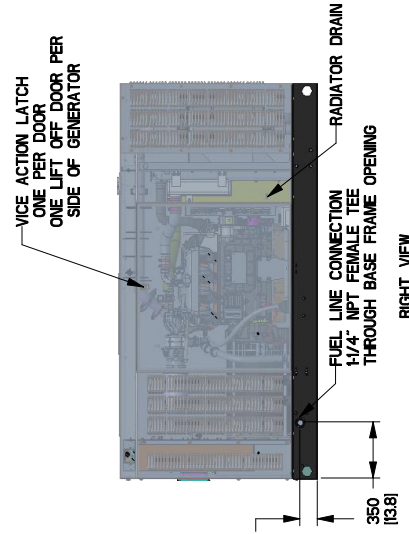 VICE ACTION LATCH
ONE PER DOOR
ONE LIFT OFF DOOR PER
SIDE OF GENERATOR
RADIATOR DRAIN
FUEL LINE CONNECTION
1-1/4" NPT FEMALE TEE
THROUGH BASE FRAME OPENING
350
[13.8]
RIGHT VIEW